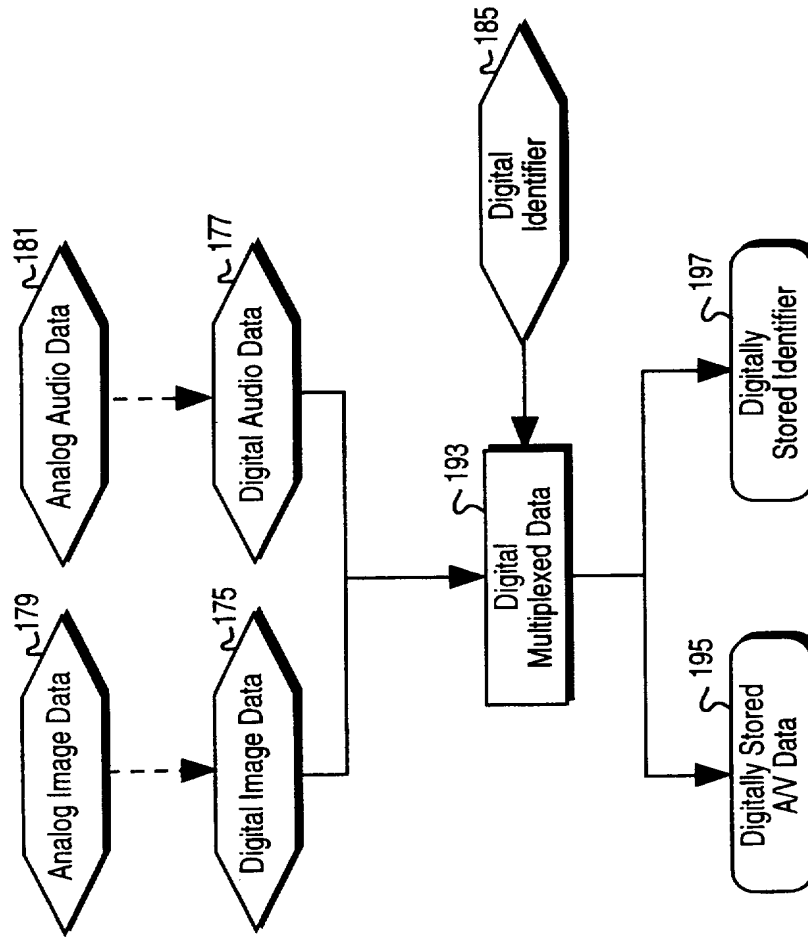 179
Analog Image Data
181
Analog Audio Data
175
Digital Image Data
177
Digital Audio Data
193
Digital
Multiplexed Data
185
Digital
Identifier
195
Digitally Stored
A/V Data
197
Digitally
Stored Identifier